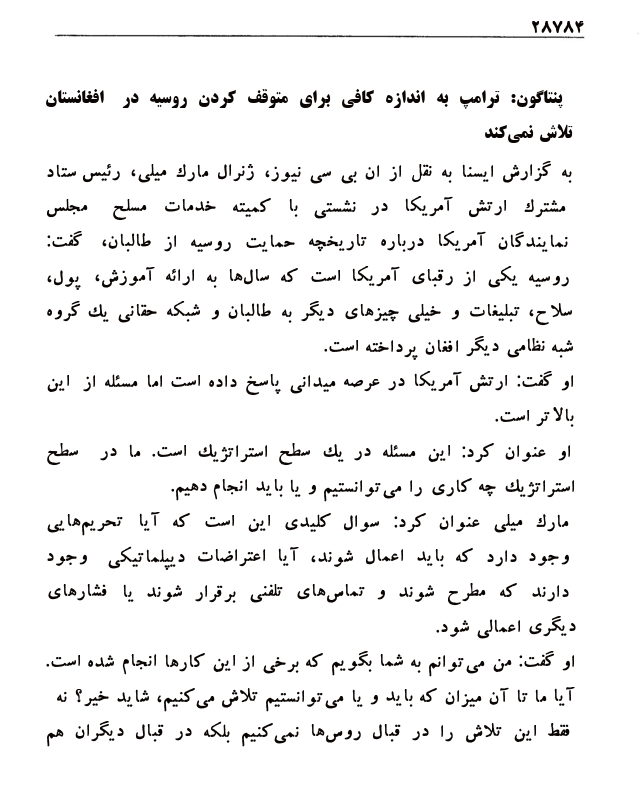 ۲۸۷۸۴
پنتاگون: ترامپ به اندازه کافی برای متوقف کردن روسیه در افغانستان
تلاش نمی‌کند
به گزارش ایسنا به نقل از ان بی سی نیوز، ژنرال مارك میلی، رئیس ستاد
مشترك ارتش آمریکا در نشستی با کمیته خدمات مسلح مجلس
نمایندگان آمریکا درباره تاریخچه حمایت روسیه از طالبان، گفت:
روسیه یکی از رقبای آمریکا است که سال‌ها به ارائه آموزش، پول،
سلاح، تبلیغات و خیلی چیزهای دیگر به طالبان و شبکه حقانی یك گروه
شبه نظامی دیگر افغان پرداخته است.
او گفت: ارتش آمریکا در عرصه میدانی پاسخ داده است اما مسئله از این
بالاتر است.
او عنوان کرد: این مسئله در یك سطح استراتژیك است. ما در سطح
استراتژیك چه کاری را می‌توانستیم و یا باید انجام دهیم.
مارك میلی عنوان کرد: سوال کلیدی این است که آیا تحریم‌هایی
وجود دارد که باید اعمال شوند، آیا اعتراضات دیپلماتیکی وجود
دارند که مطرح شوند و تماس‌های تلفنی برقرار شوند یا فشارهای
دیگری اعمالی شود.
او گفت: من می‌توانم به شما بگویم که برخی از این کارها انجام شده است.
آیا ما تا آن میزان که باید و یا می‌توانستیم تلاش می‌کنیم، شاید خیر؟ نه
فقط این تلاش را در قبال روس‌ها نمی‌کنیم بلکه در قبال دیگران هم